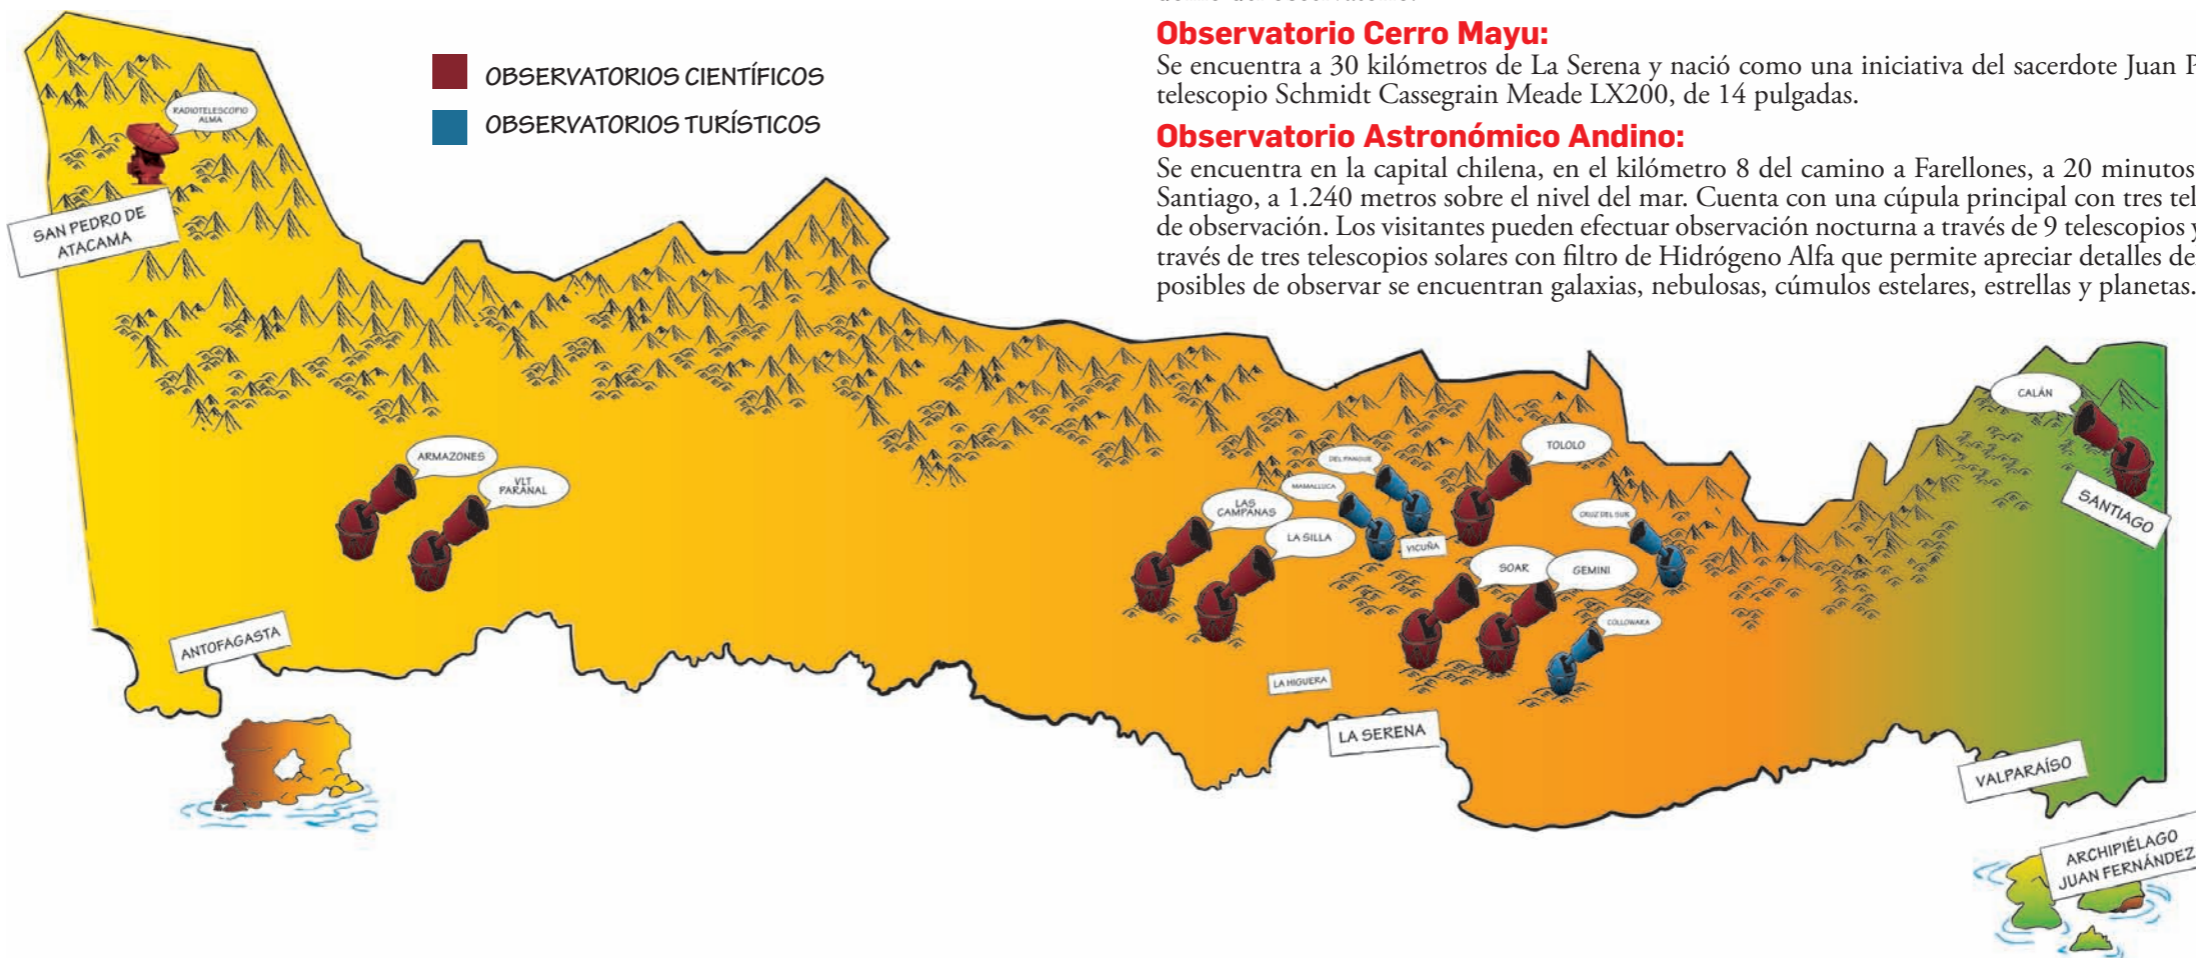 Observatorio Cerro Mayu:
Se encuentra a 30 kilómetros de La Serena y nació como una iniciativa del sacerdote Juan
telescopio Schmidt Cassegrain Meade LX200, de 14 pulgadas.
Observatorio Astronómico Andino:
Se encuentra en la capital chilena, en el kilómetro 8 del camino a Farellones, a 20 minutos
Santiago, a 1.240 metros sobre el nivel del mar. Cuenta con una cúpula principal con tres
de observación. Los visitantes pueden efectuar observación nocturna a través de 9 telescopios y
través de tres telescopios solares con filtro de Hidrógeno Alfa que permite apreciar detalles
posibles de observar se encuentran galaxias, nebulosas, cúmulos estelares, estrellas y planetas.
OBSERVATORIOS CIENTÍFICOS
OBSERVATORIOS TURÍSTICOS
RADIOTELESCOPIO
ALMA
SAN PEDRO DE
ATACAMA
ARMAZONES
VLT
PARANAL
ANTOFAGASTA
LAS
CAMPANAS
LA SILLA
DEL PANGUE
MAMALLUCA
VICUÑA
TOLOLO
CRUZ DEL SUR
SOAR
GEMINI
COLLOWARA
LA HIGUERA
LA SERENA
CALÁN
SANTIAGO
VALPARAÍSO
ARCHIPIÉLAGO
JUAN FERNÁNDEZ